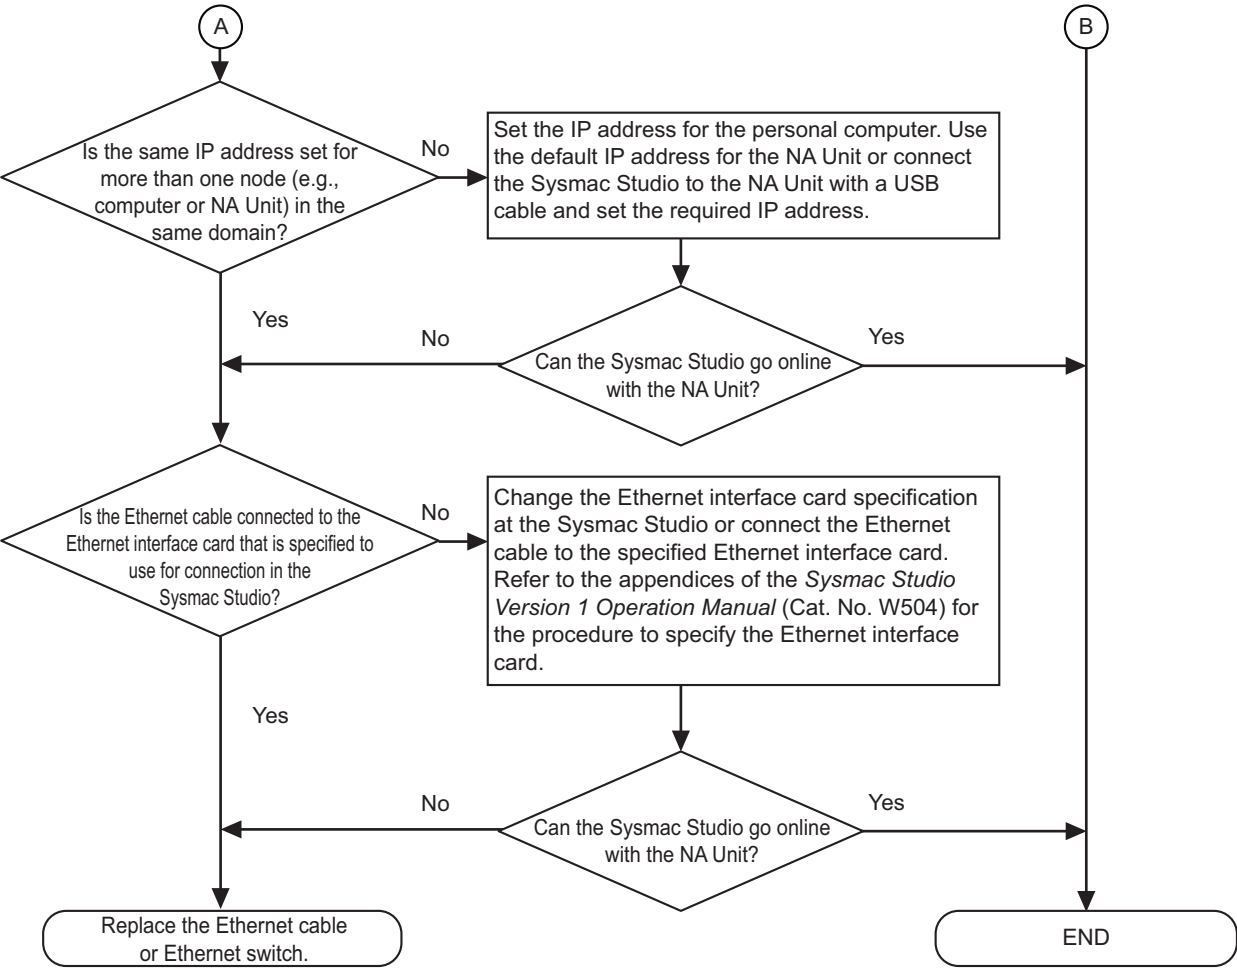 A
B
Is the same IP address set for
more than one node (e.g.,
computer or NA Unit) in the
same domain?
No
Set the IP address for the personal computer. Use
the default IP address for the NA Unit or connect
the Sysmac Studio to the NA Unit with a USB
cable and set the required IP address.
Yes
No
Can the Sysmac Studio go online
with the NA Unit?
Yes
Is the Ethernet cable connected to the
Ethernet interface card that is specified to
use for connection in the
Sysmac Studio?
No
Change the Ethernet interface card specification
at the Sysmac Studio or connect the Ethernet
cable to the specified Ethernet interface card.
Refer to the appendices of the Sysmac Studio
Version 1 Operation Manual (Cat. No. W504) for
the procedure to specify the Ethernet interface
card.
Yes
No
Can the Sysmac Studio go online
with the NA Unit?
Yes
Replace the Ethernet cable
or Ethernet switch.
END